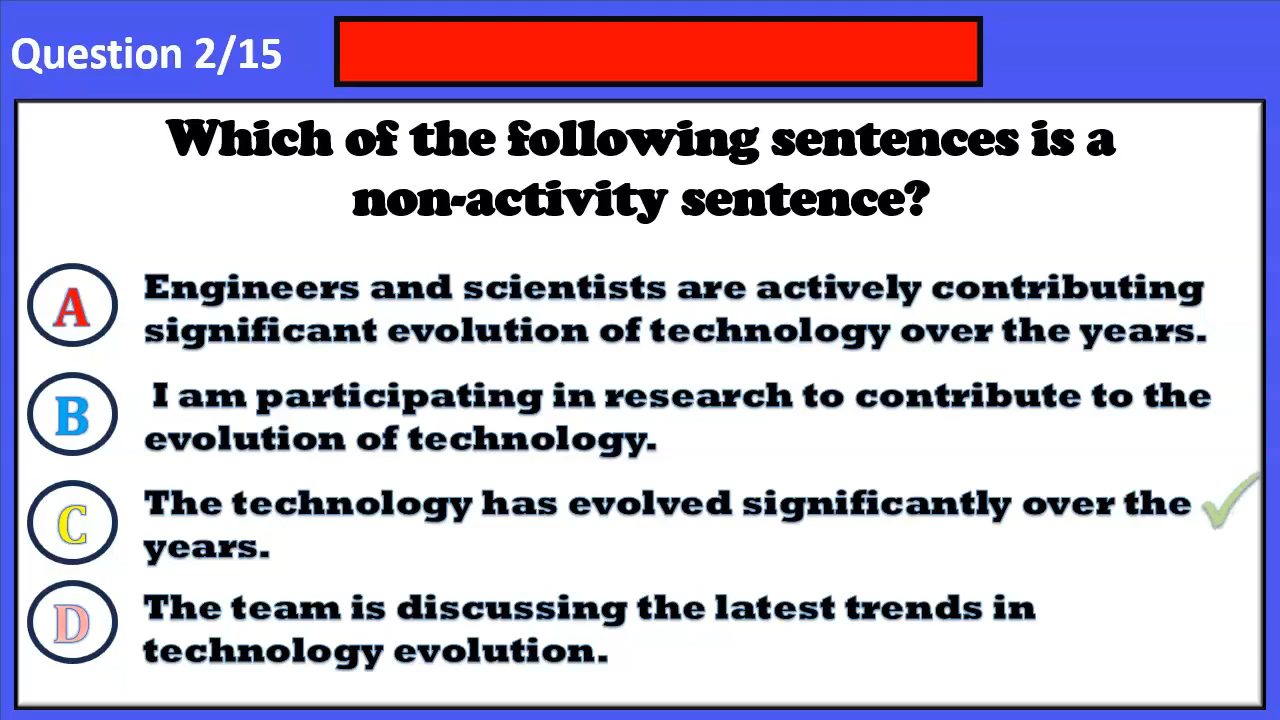 Question 2/15
Which of the following sentences is a
non-activity sentence?
A
Engineers and scientists are actively contributing
significant evolution of technology over the years.
B
I am participating in research to contribute to the
evolution of technology.
C
The technology has evolved significantly over the
years.
D
The team is discussing the latest trends in
technology evolution.